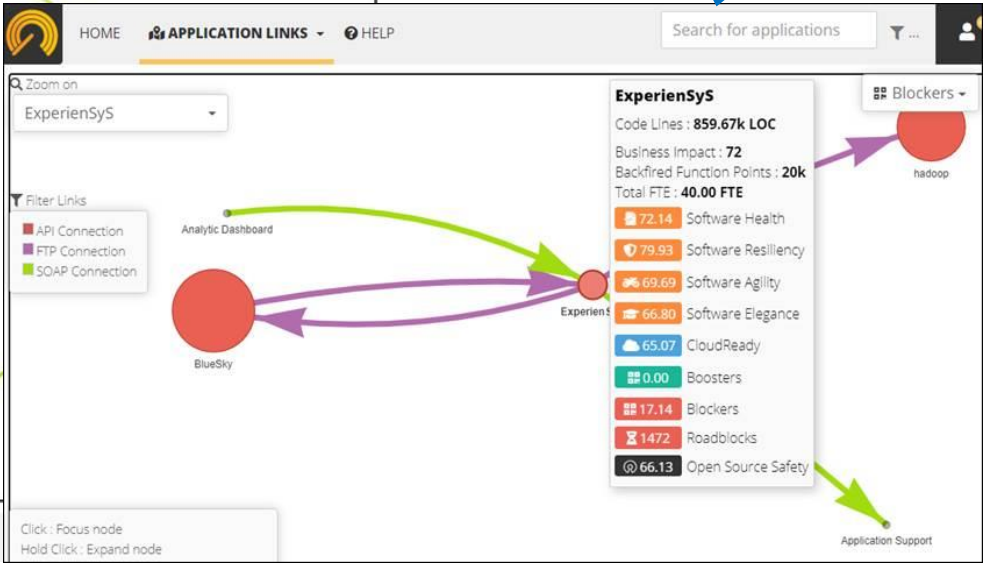 HOME
APPLICATION LINKS
HELP
Search for applications
...
Zoom on
ExperienSyS
Blockers
ExperienSyS
Code Lines : 859.67k LOC
Business Impact : 72
Backfired Function Points : 20k
Total FTE : 40.00 FTE
72.14 Software Health
79.93 Software Resiliency
69.69 Software Agility
66.80 Software Elegance
65.07 CloudReady
0.00 Boosters
17.14 Blockers
1472 Roadblocks
66.13 Open Source Safety
hadoop
Filter Links
API Connection
FTP Connection
SOAP Connection
Analytic Dashboard
Experien S
BlueSky
Application Support
Click : Focus node
Hold Click : Expand node